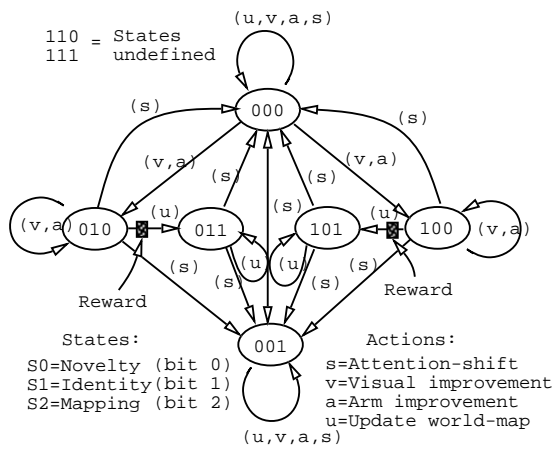 (u,v,a,s)
110 = States
111 undefined
(s)
000
(s)
(v,a)
(s)
(s)
(v,a)
(s)
(v,a)
010
(u)
011
101
(u)
100
(v,a)
(s)
(u)
(u)
(s)
(s)
(s)
(s)
Reward
Reward
001
States:
S0=Novelty (bit 0)
S1=Identity(bit 1)
S2=Mapping (bit 2)
Actions:
s=Attention-shift
v=Visual improvement
a=Arm improvement
u=Update world-map
(u,v,a,s)